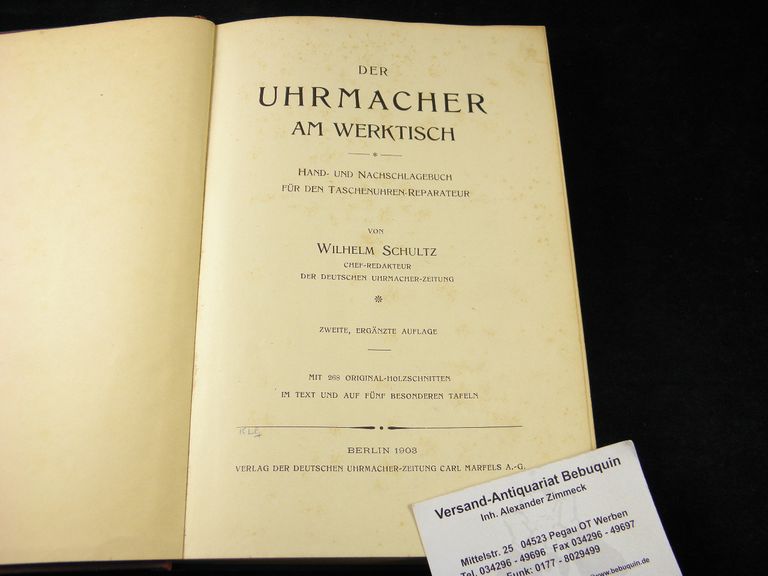 DER
UHRMACHER
AM WERKTISCH
HAND- UND NACHSCHLAGEBUCH
FÜR DEN TASCHENUHREN-REPARATEUR
VON
WILHELM SCHULTZ
CHEF-REDAKTEUR
DER DEUTSCHEN UHRMACHER-ZEITUNG
ZWEITE, ERGÄNZTE AUFLAGE
MIT 268 ORIGINAL-HOLZSCHNITTEN
IM TEXT UND AUF FÜNF BESONDEREN TAFELN
BERLIN 1903
VERLAG DER DEUTSCHEN UHRMACHER-ZEITUNG CARL MARFELS A.-G.
Versand-Antiquariat Bebuquin
Inh. Alexander Zimmeck
Mittelstr. 25 04523 Pegau OT Werben
Tel. 034296 - 49696 Fax 034296 - 49697
Funk: 0177 - 8029499
www.bebuquin.de